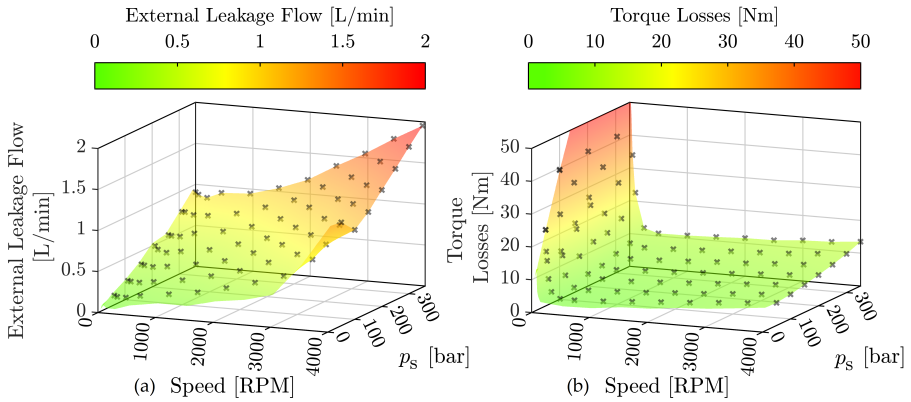 External Leakage Flow [L/min]
0 0.5 1 1.5 2
External Leakage Flow
[L/min]
2
1.5
1
0.5
0
0 1000 2000 3000 4000
0 100 200 300
pS [bar]
(a) Speed [RPM]
Torque Losses [Nm]
0 10 20 30 40 50
Torque
Losses [Nm]
50
40
30
20
10
0
0 1000 2000 3000 4000
0 100 200 300
pS [bar]
(b) Speed [RPM]